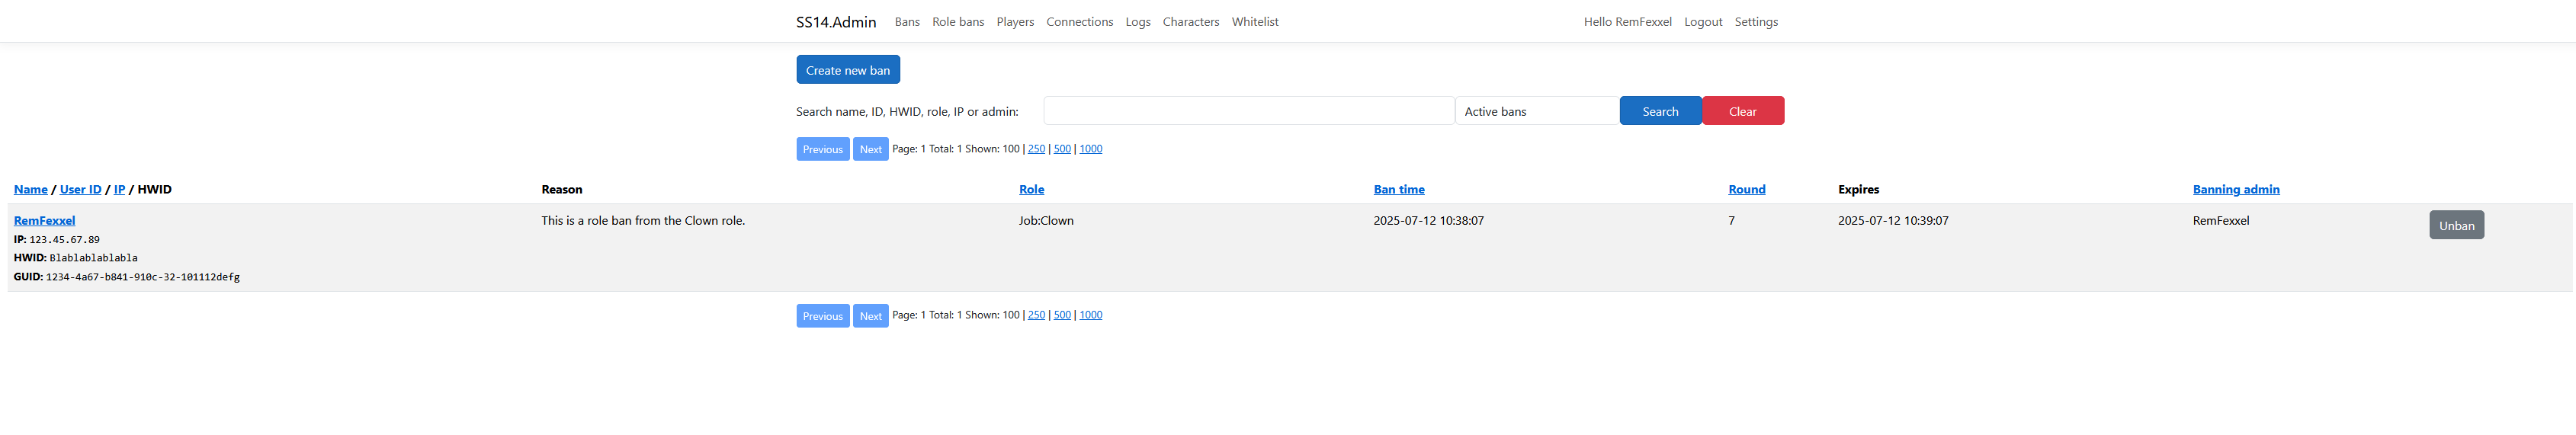 SS14.Admin Bans Role bans Players Connections Logs Characters Whitelist Hello RemFexxel Logout Settings
Create new ban
Search name, ID, HWID, role, IP or admin: Active bans Search Clear
Previous Next Page: 1 Total: 1 Shown: 100 | 250 | 500 | 1000
Name / User ID / IP / HWID Reason Role Ban time Round Expires Banning admin
RemFexxel This is a role ban from the Clown role. Job:Clown 2025-07-12 10:38:07 7 2025-07-12 10:39:07 RemFexxel Unban
IP: 123.45.67.89
HWID: Blablablablabla
GUID: 1234-4a67-b841-910c-32-101112defg
Previous Next Page: 1 Total: 1 Shown: 100 | 250 | 500 | 1000